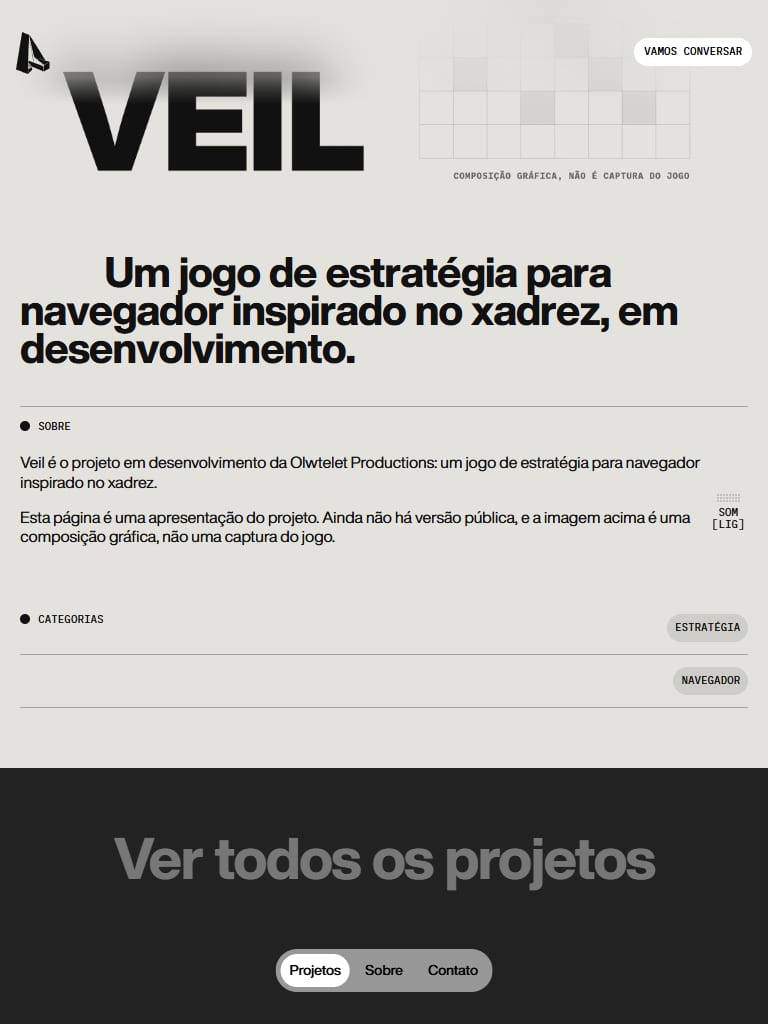 VAMOS CONVERSAR
VEIL
COMPOSIÇÃO GRÁFICA, NÃO É CAPTURA DO JOGO
Um jogo de estratégia para
navegador inspirado no xadrez, em
desenvolvimento.
SOBRE
Veil é o projeto em desenvolvimento da Olwtelet Productions: um jogo de estratégia para navegador
inspirado no xadrez.
Esta página é uma apresentação do projeto. Ainda não há versão pública, e a imagem acima é uma
composição gráfica, não uma captura do jogo.
SOM
[LIG]
CATEGORIAS
ESTRATÉGIA
NAVEGADOR
Ver todos os projetos
Projetos Sobre Contato